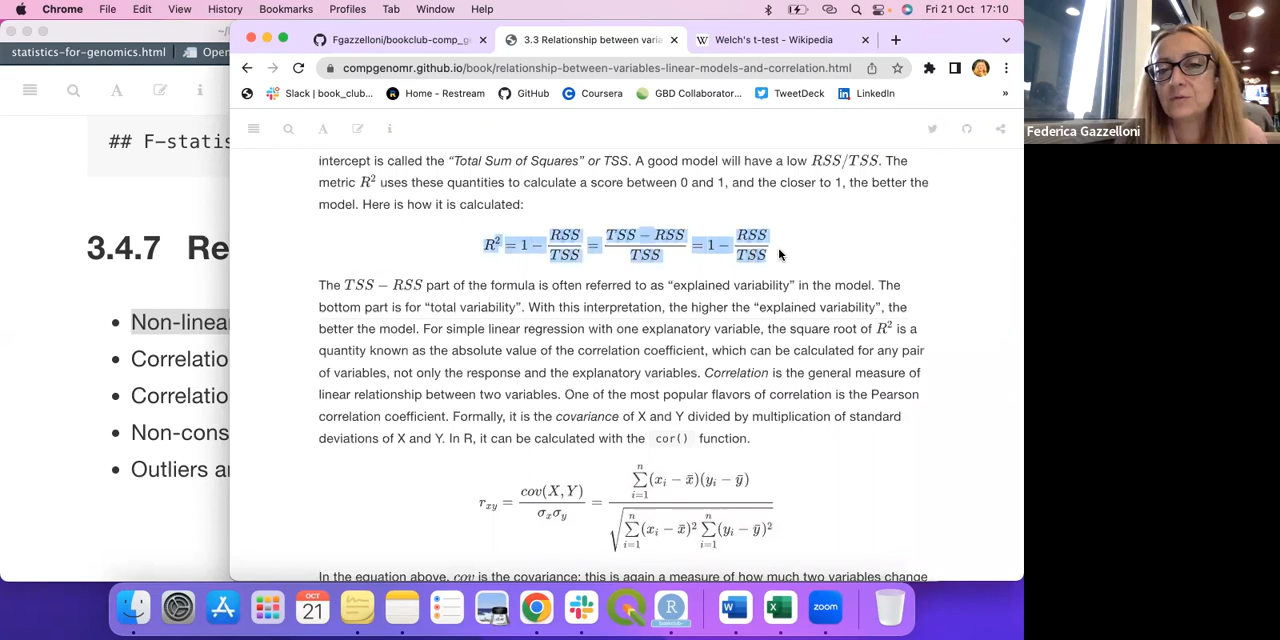 Chrome File Edit View History Bookmarks Profiles Tab Window Help Fri 21 Oct 17:10
Fgazzelloni/bookclub-comp_g
3.3 Relationship between varia
Welch's t-test - Wikipedia
statistics-for-genomics.html Open
compgenomr.github.io/ elationship-between-variables-linear-models-and-correlation.html
Slack | book_club... Home - Restream GitHub Coursera GBD Collaborator... TweetDeck LinkedIn »
## F-statis
3.4.7 Re
Non-linea
Correlatio
Correlatio
Non-cons
Outliers a
intercept is called the "Total Sum of Squares" or TSS. A good model will have a low RSS/TSS. The
metric R² uses these quantities to calculate a score between 0 and 1, and the closer to 1, the better the
model. Here is how it is calculated:
R² = 1 − RSS/TSS = (TSS − RSS)/TSS = 1 − RSS/TSS
The TSS − RSS part of the formula is often referred to as "explained variability" in the model. The
bottom part is for "total variability". With this interpretation, the higher the "explained variability", the
better the model. For simple linear regression with one explanatory variable, the square root of R² is a
quantity known as the absolute value of the correlation coefficient, which can be calculated for any pair
of variables, not only the response and the explanatory variables. Correlation is the general measure of
linear relationship between two variables. One of the most popular flavors of correlation is the Pearson
correlation coefficient. Formally, it is the covariance of X and Y divided by multiplication of standard
deviations of X and Y. In R, it can be calculated with the cor() function.
r_xy = cov(X, Y)/(σ_x σ_y) = Σ_{i=1}^{n}(x_i − x̄)(y_i − ȳ) / √(Σ_{i=1}^{n}(x_i − x̄)² Σ_{i=1}^{n}(y_i − ȳ)²)
In the equation above, cov is the covariance; this is again a measure of how much two variables change
Federica Gazzelloni
OCT
21
zoom